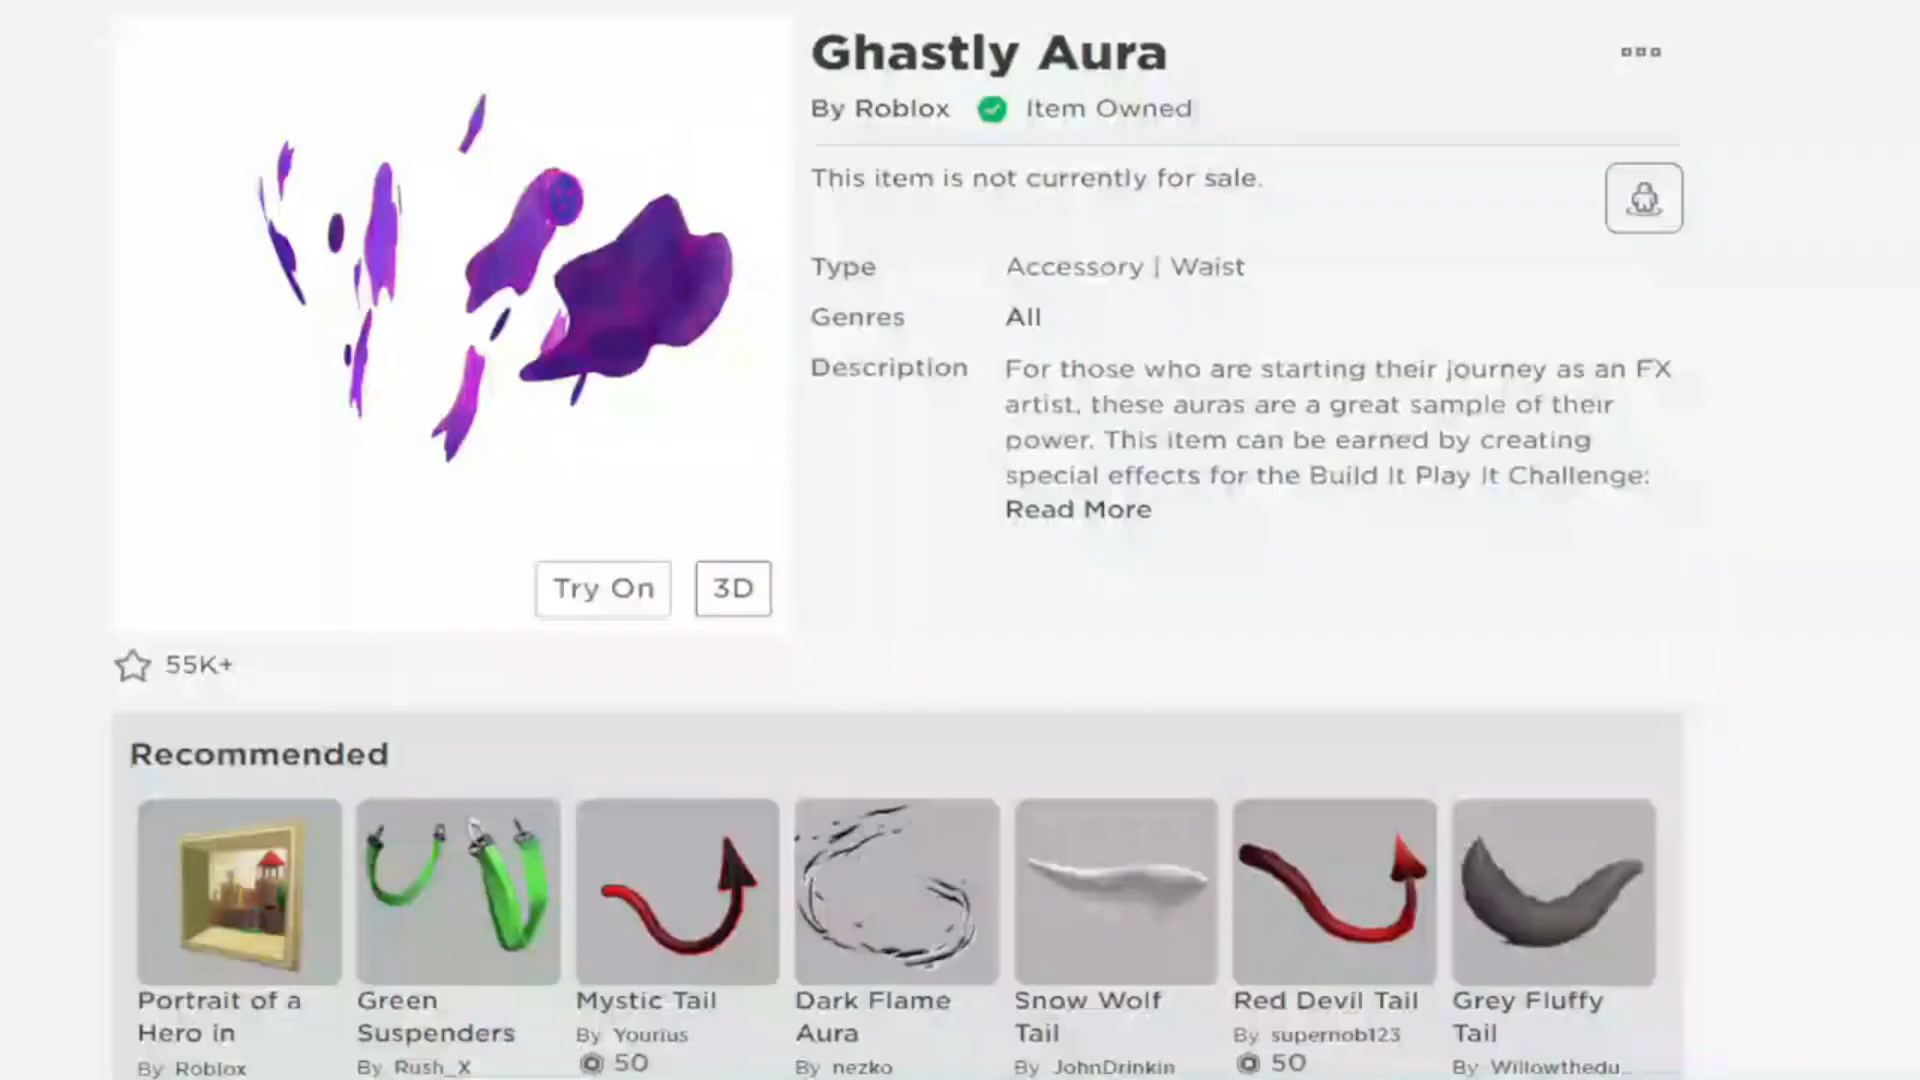 Ghastly Aura
By Roblox Item Owned
This item is not currently for sale.
Type Accessory | Waist
Genres All
Description For those who are starting their journey as an FX
artist, these auras are a great sample of their
power. This item can be earned by creating
special effects for the Build It Play It Challenge:
Read More
Try On 3D
55K+
Recommended
Portrait of a
Hero in
By Roblox
Green
Suspenders
By Rush_X
Mystic Tail
By Yourius
50
Dark Flame
Aura
By nezko
Snow Wolf
Tail
By JohnDrinkin
Red Devil Tail
By supernob123
50
Grey Fluffy
Tail
By Willowthedu...